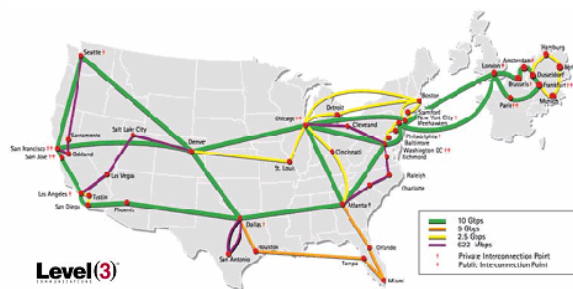 Seattle
Sacramento
San Francisco
Oakland
San Jose
Salt Lake City
Las Vegas
Los Angeles
Tustin
San Diego
Phoenix
Denver
St. Louis
Dallas
Houston
San Antonio
Chicago
Detroit
Cleveland
Cincinnati
Atlanta
Orlando
Tampa
Miami
Boston
Stamford
New York City
Philadelphia
Baltimore
Washington DC
Richmond
Raleigh
Charlotte
London
Amsterdam
Hamburg
Brussels
Dusseldorf
Frankfurt
Paris
Munich
10 Gbps
2.5 Gbps
622 Mbps
Private Interconnection Point
Public Interconnection Point
Level(3)
COMMUNICATIONS